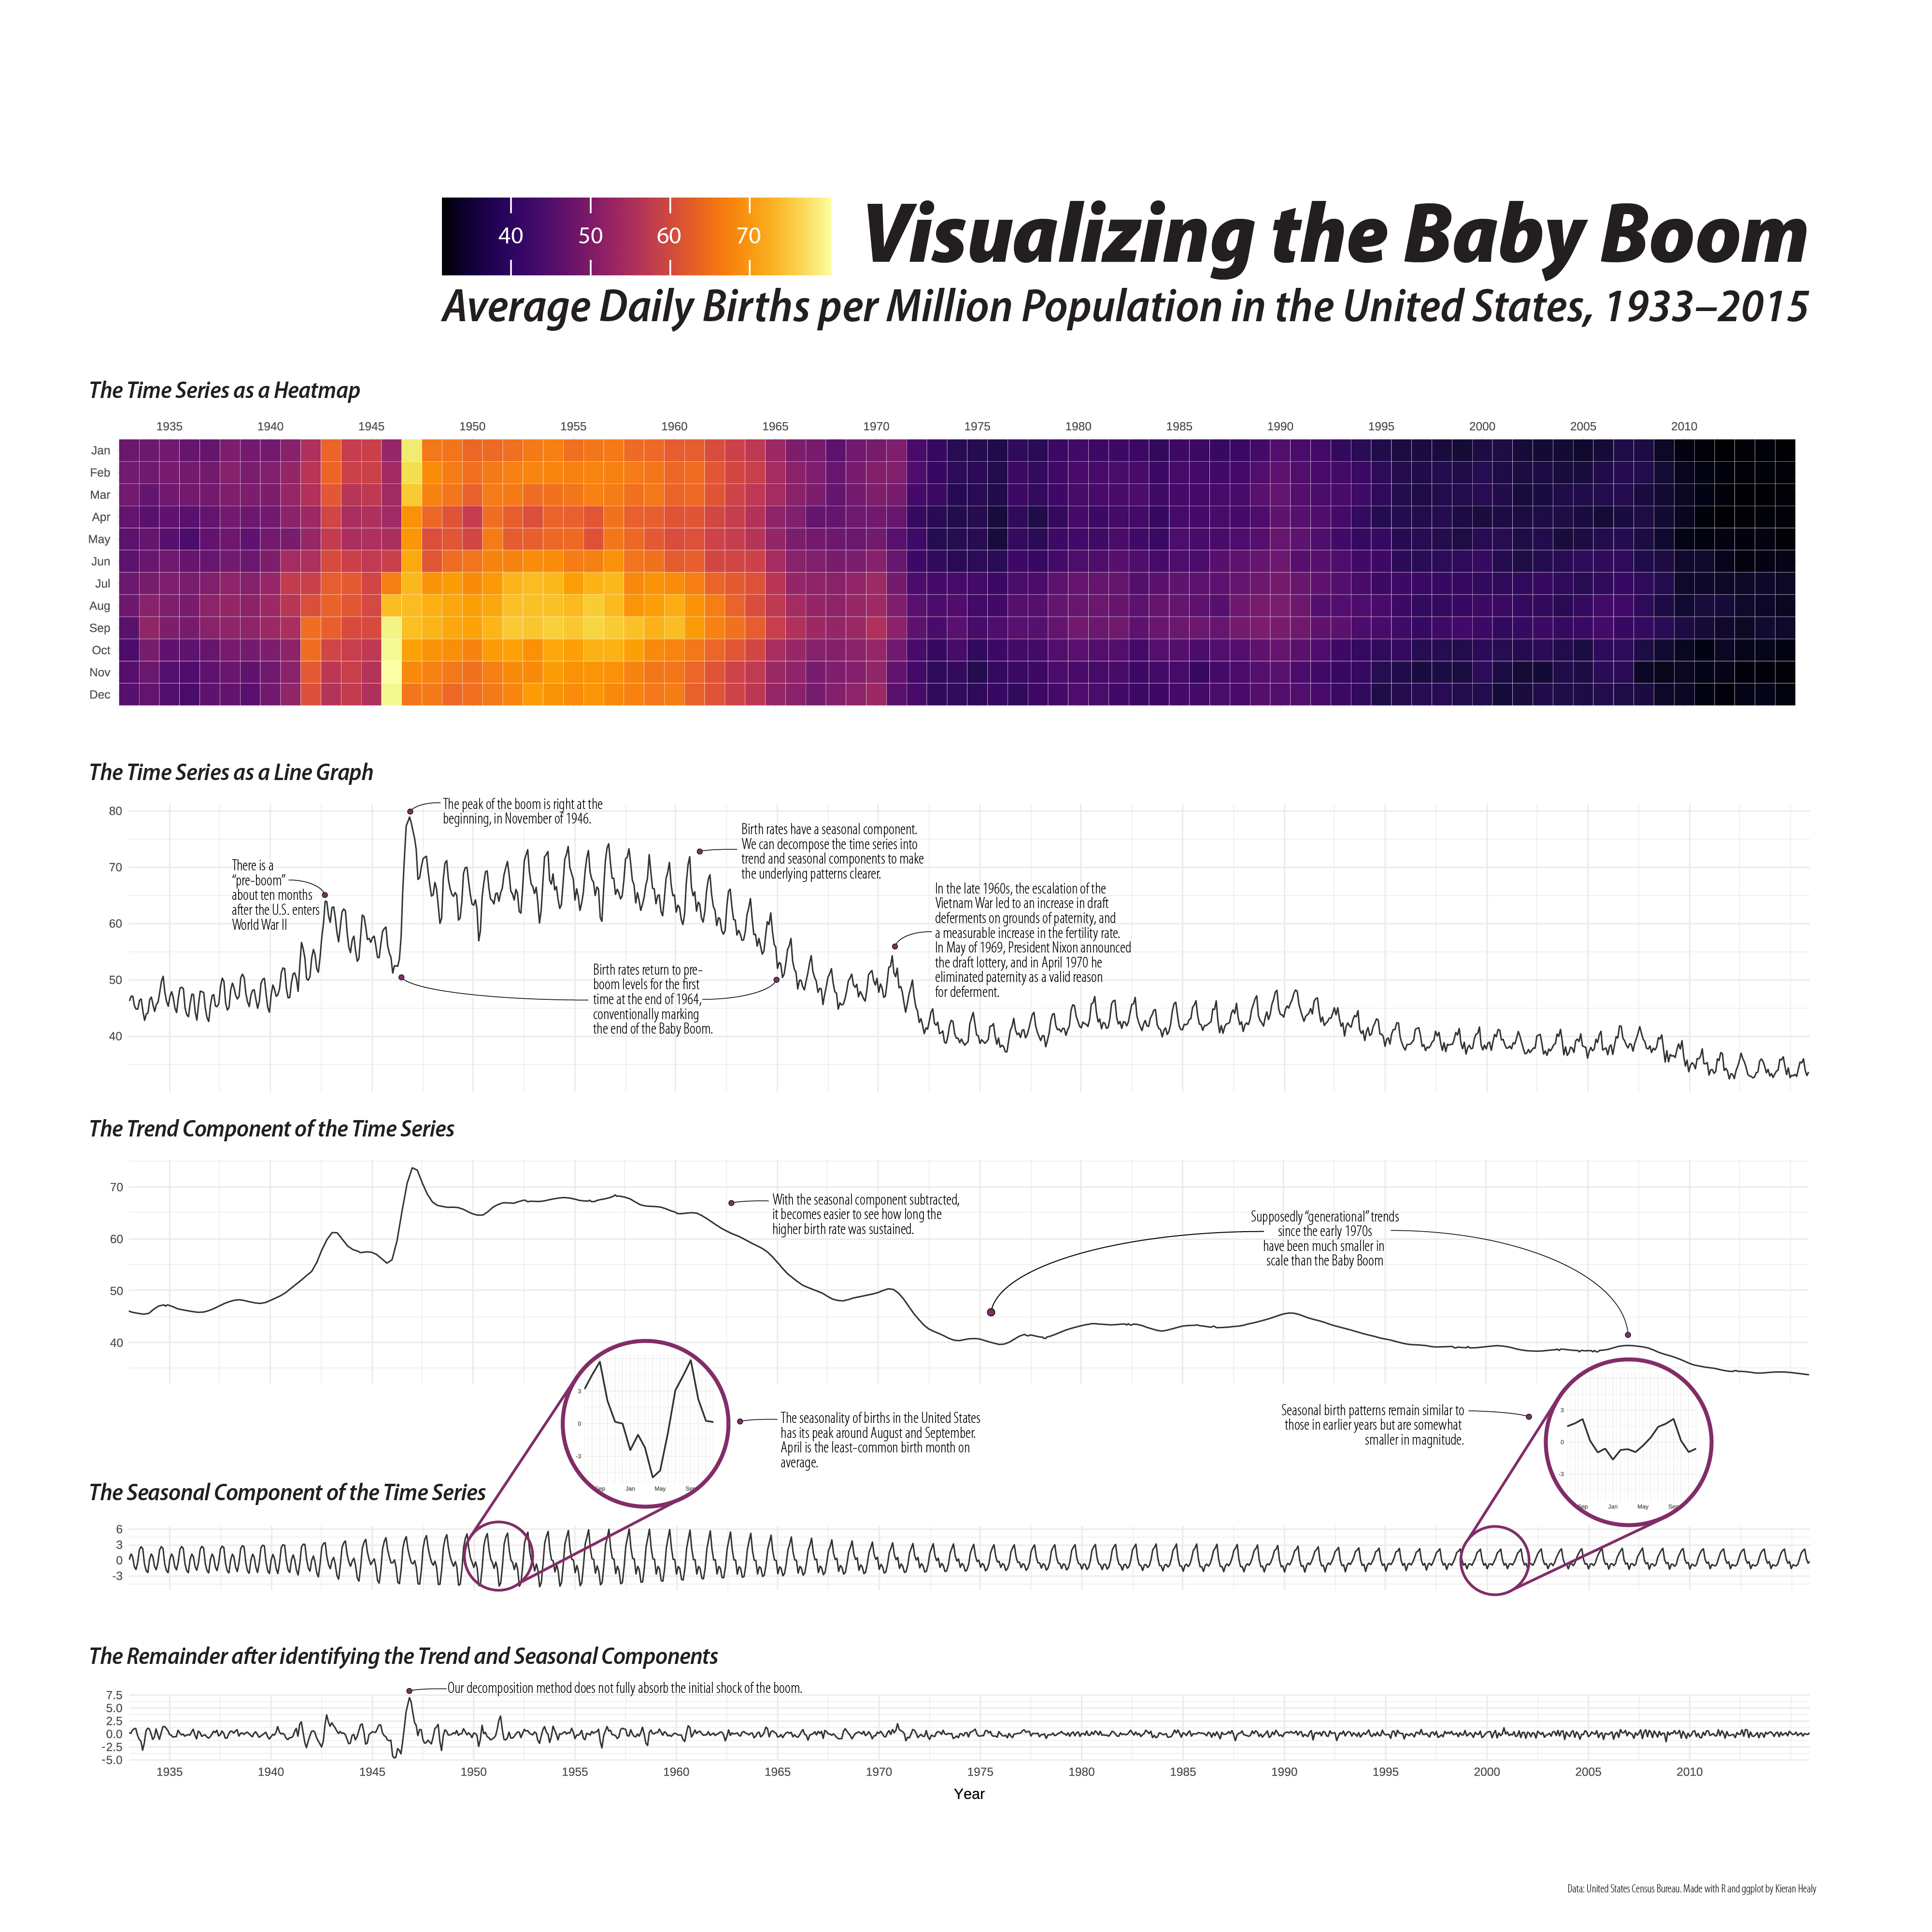 40 50 60 70
Visualizing the Baby Boom
Average Daily Births per Million Population in the United States, 1933–2015
The Time Series as a Heatmap
1935 1940 1945 1950 1955 1960 1965 1970 1975 1980 1985 1990 1995 2000 2005 2010
Jan
Feb
Mar
Apr
May
Jun
Jul
Aug
Sep
Oct
Nov
Dec
The Time Series as a Line Graph
80
70
60
50
40
The peak of the boom is right at the
beginning, in November of 1946.
There is a
“pre-boom”
about ten months
after the U.S. enters
World War II
Birth rates have a seasonal component.
We can decompose the time series into
trend and seasonal components to make
the underlying patterns clearer.
In the late 1960s, the escalation of the
Vietnam War led to an increase in draft
deferments on grounds of paternity, and
a measurable increase in the fertility rate.
In May of 1969, President Nixon announced
the draft lottery, and in April 1970 he
eliminated paternity as a valid reason
for deferment.
Birth rates return to pre-
boom levels for the first
time at the end of 1964,
conventionally marking
the end of the Baby Boom.
The Trend Component of the Time Series
70
60
50
40
With the seasonal component subtracted,
it becomes easier to see how long the
higher birth rate was sustained.
Supposedly “generational” trends
since the early 1970s
have been much smaller in
scale than the Baby Boom
3
0
-3
Sep Jan May Sep
The seasonality of births in the United States
has its peak around August and September.
April is the least-common birth month on
average.
Seasonal birth patterns remain similar to
those in earlier years but are somewhat
smaller in magnitude.
3
0
-3
Sep Jan May Sep
The Seasonal Component of the Time Series
6
3
0
-3
The Remainder after identifying the Trend and Seasonal Components
7.5
5.0
2.5
0.0
-2.5
-5.0
Our decomposition method does not fully absorb the initial shock of the boom.
1935 1940 1945 1950 1955 1960 1965 1970 1975 1980 1985 1990 1995 2000 2005 2010
Year
Data: United States Census Bureau. Made with R and ggplot by Kieran Healy